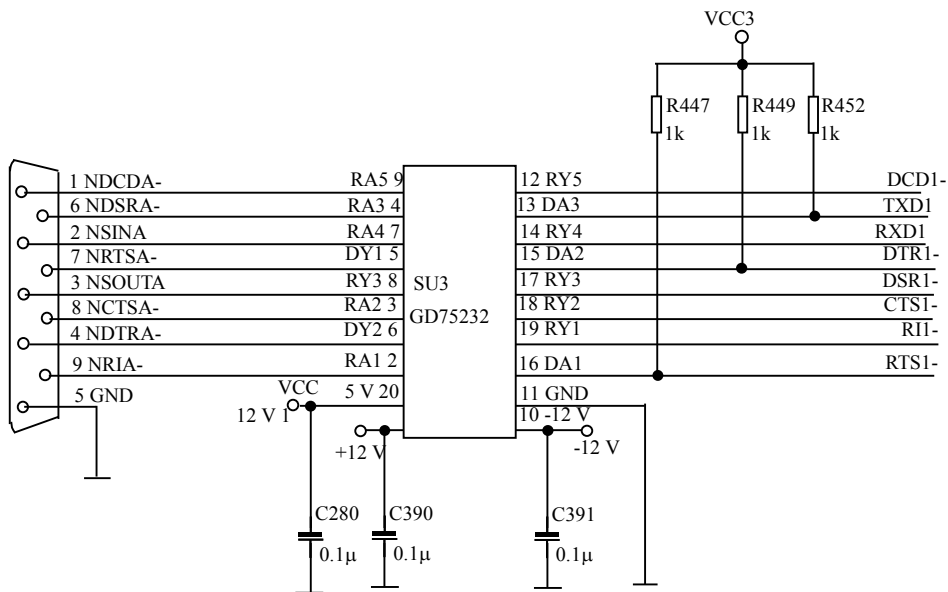 VCC3
R447
1k
R449
1k
R452
1k
1 NDCDA-
RA5 9
12 RY5
DCD1-
6 NDSRA-
RA3 4
13 DA3
TXD1
2 NSINA
RA4 7
14 RY4
RXD1
7 NRTSA-
DY1 5
15 DA2
DTR1-
3 NSOUTA
RY3 8
SU3
17 RY3
DSR1-
8 NCTSA-
RA2 3
GD75232
18 RY2
CTS1-
4 NDTRA-
DY2 6
19 RY1
RI1-
9 NRIA-
RA1 2
16 DA1
RTS1-
5 GND
VCC
5 V 20
11 GND
12 V 1
10 -12 V
+12 V
-12 V
C280
0.1μ
C390
0.1μ
C391
0.1μ